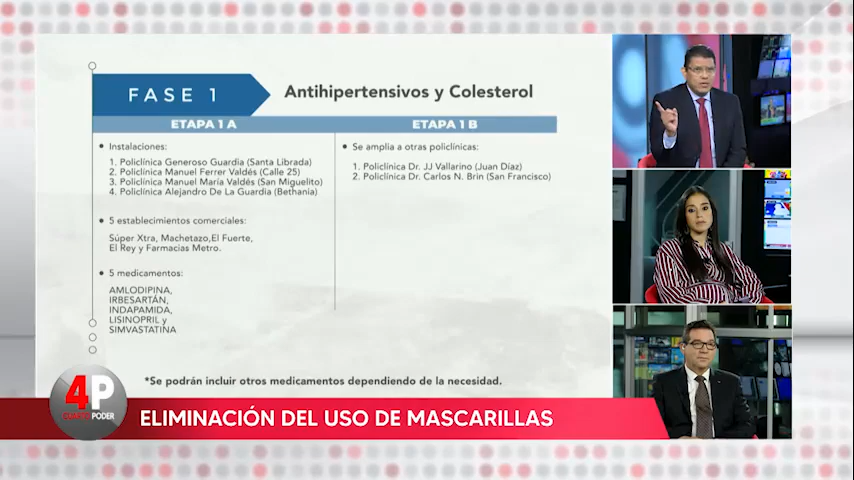 FASE 1
Antihipertensivos y Colesterol
ETAPA 1 A
ETAPA 1 B
• Instalaciones:
1. Policlínica Generoso Guardia (Santa Librada)
2. Policlínica Manuel Ferrer Valdés (Calle 25)
3. Policlínica Manuel María Valdés (San Miguelito)
4. Policlínica Alejandro De La Guardia (Bethania)
• 5 establecimientos comerciales:
Súper Xtra, Machetazo,El Fuerte,
El Rey y Farmacias Metro.
• 5 medicamentos:
AMLODIPINA,
IRBESARTÁN,
INDAPAMIDA,
LISINOPRIL y
SIMVASTATINA
• Se amplia a otras policlínicas:
1. Policlínica Dr. JJ Vallarino (Juan Díaz)
2. Policlínica Dr. Carlos N. Brin (San Francisco)
*Se podrán incluir otros medicamentos dependiendo de la necesidad.
4P
CUARTO PODER
ELIMINACIÓN DEL USO DE MASCARILLAS